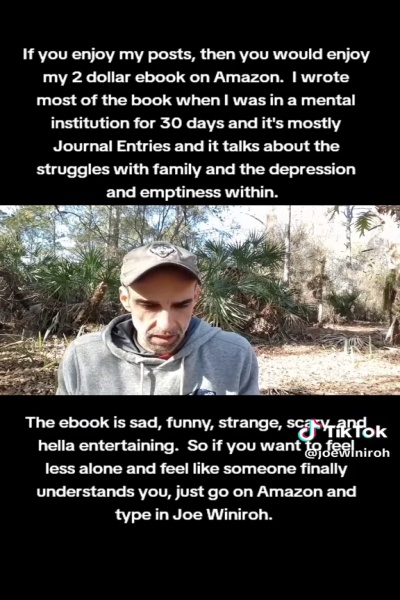 If you enjoy my posts, then you would enjoy
my 2 dollar ebook on Amazon.  I wrote
most of the book when I was in a mental
institution for 30 days and it's mostly
Journal Entries and it talks about the
struggles with family and the depression
and emptiness within.
The ebook is sad, funny, strange, scary, and
hella entertaining.  So if you want to feel
less alone and feel like someone finally
understands you, just go on Amazon and
type in Joe Winiroh.
TikTok
@joewiniroh